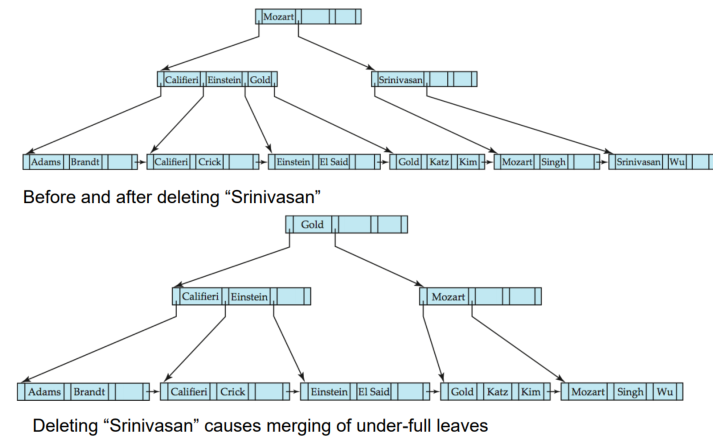 Mozart
Califieri Einstein Gold
Srinivasan
Adams Brandt
Califieri Crick
Einstein El Said
Gold Katz Kim
Mozart Singh
Srinivasan Wu
Before and after deleting “Srinivasan”
Gold
Califieri Einstein
Mozart
Adams Brandt
Califieri Crick
Einstein El Said
Gold Katz Kim
Mozart Singh Wu
Deleting “Srinivasan” causes merging of under-full leaves